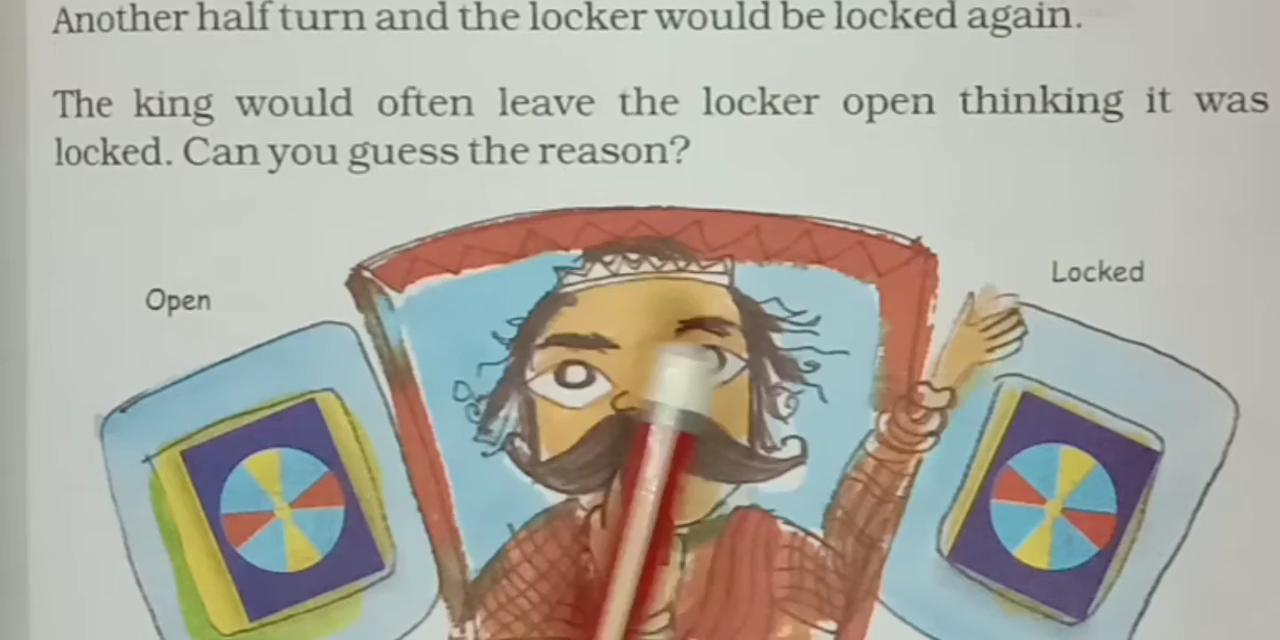 Another half turn and the locker would be locked again.
The king would often leave the locker open thinking it was
locked. Can you guess the reason?
Open
Locked